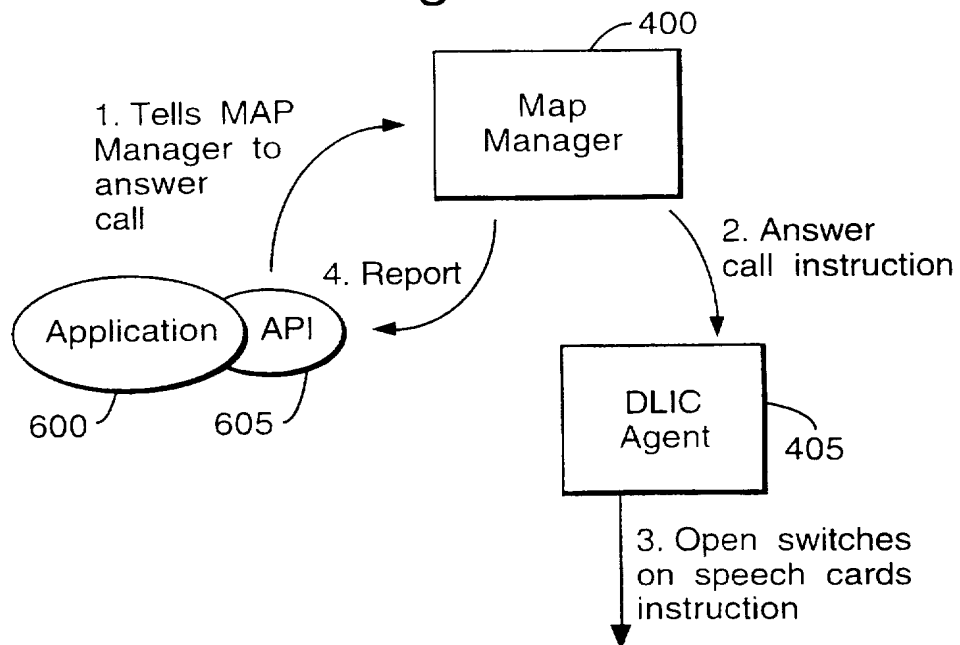 400
1. Tells MAP
Manager to
answer
call
Map
Manager
2. Answer
call instruction
4. Report
Application
API
600
605
DLIC
Agent
405
3. Open switches
on speech cards
instruction